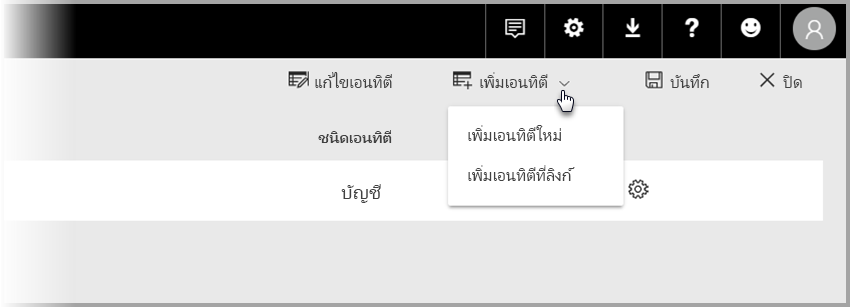 แก้ไขเอนทิตี เพิ่มเอนทิตี บันทึก ปิด
ชนิดเอนทิตี
เพิ่มเอนทิตีใหม่
เพิ่มเอนทิตีที่ลิงก์
บัญชี